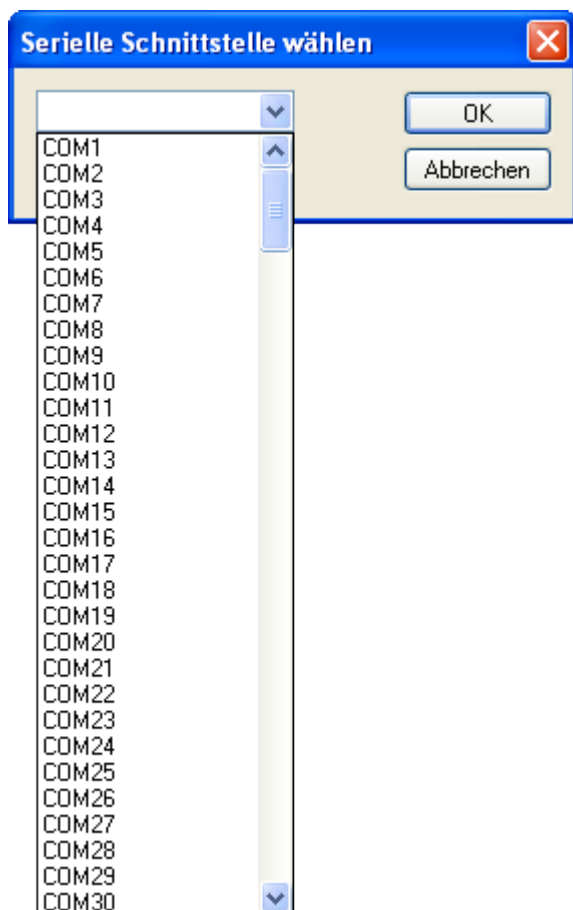 Serielle Schnittstelle wählen
OK
Abbrechen
COM1
COM2
COM3
COM4
COM5
COM6
COM7
COM8
COM9
COM10
COM11
COM12
COM13
COM14
COM15
COM16
COM17
COM18
COM19
COM20
COM21
COM22
COM23
COM24
COM25
COM26
COM27
COM28
COM29
COM30